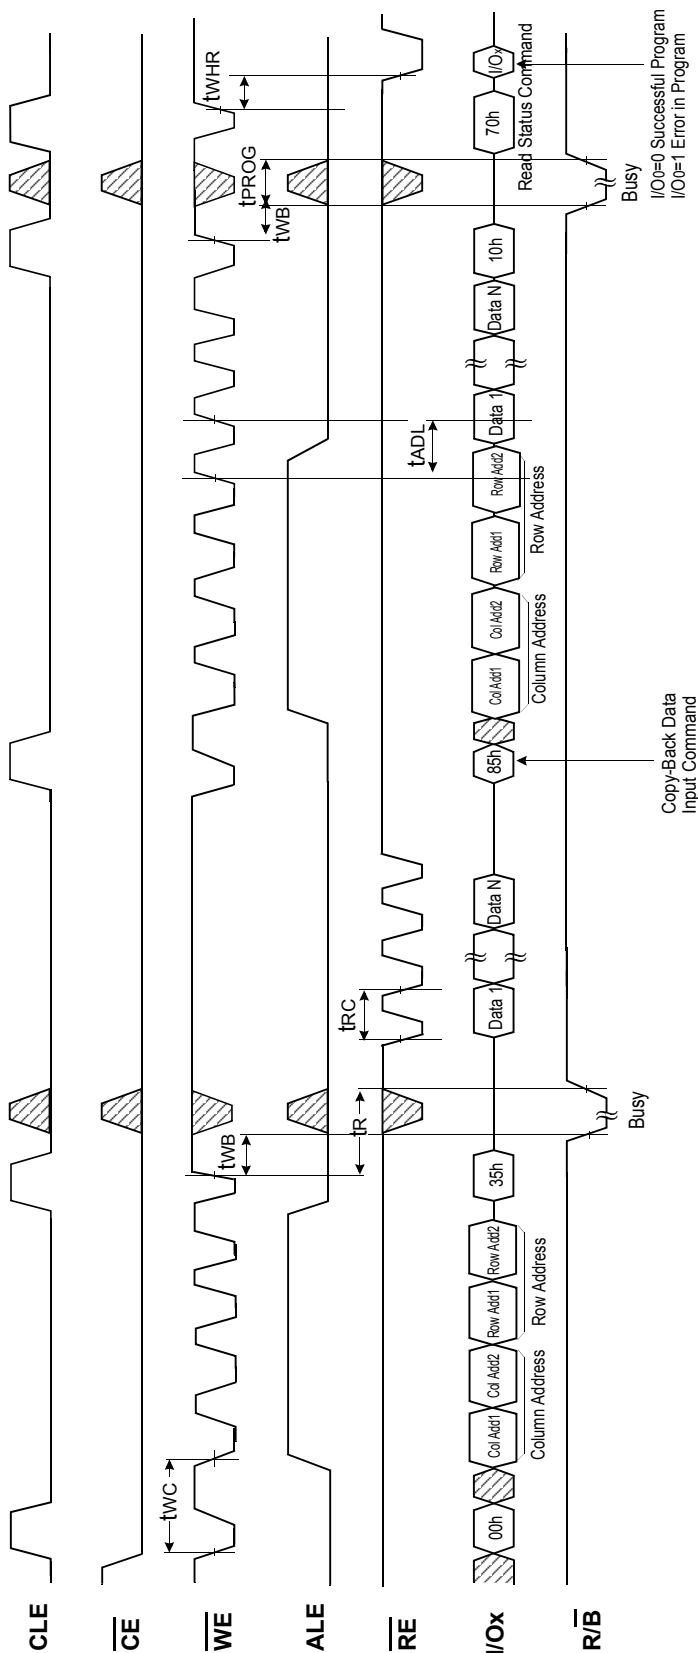 CLE
CE
WE
tWC
tWB
tWB
tPROG
tWHR
ALE
tR
tADL
RE
tRC
I/Ox
00h
Col Add1
Col Add2
Row Add1
Row Add2
35h
Data 1
Data N
85h
Col Add1
Col Add2
Row Add1
Row Add2
Data 1
Data N
10h
70h
I/Ox
Column Address
Row Address
Column Address
Row Address
Read Status Command
R/B
Busy
Busy
Copy-Back Data
Input Command
I/O0=0 Successful Program
I/O0=1 Error in Program